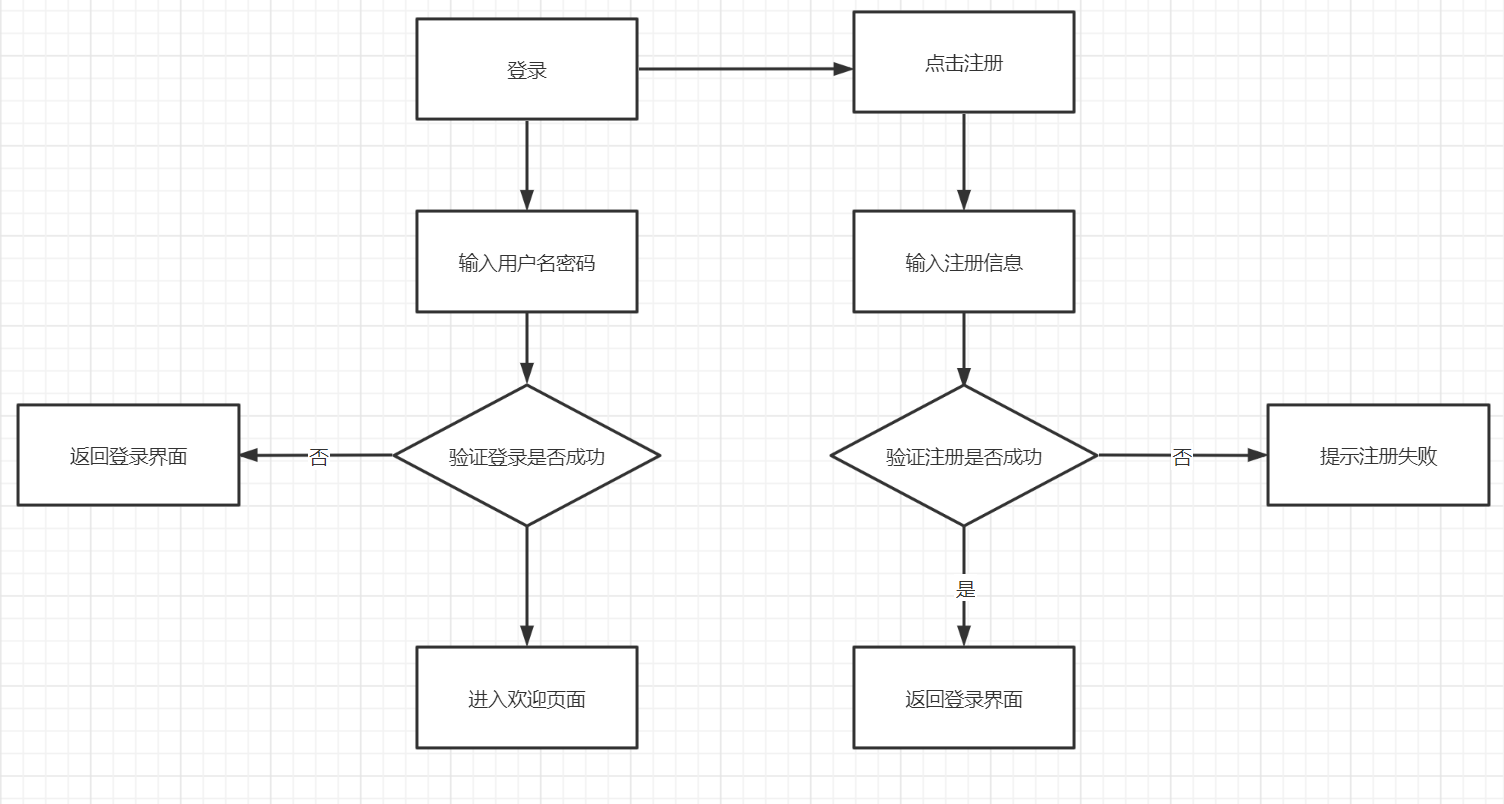 登录
点击注册
输入用户名密码
输入注册信息
返回登录界面
否
验证登录是否成功
验证注册是否成功
否
提示注册失败
是
进入欢迎页面
返回登录界面